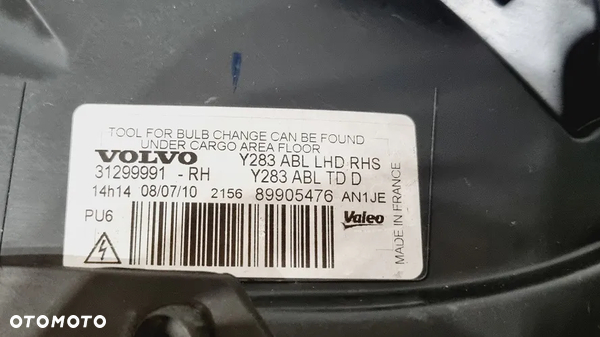 TOOL FOR BULB CHANGE CAN BE FOUND
UNDER CARGO AREA FLOOR
VOLVO Y283 ABL LHD RHS
31299991 -RH Y283 ABL TD D
14h14 08/07/10 2156 89905476 AN1JE
PU6
Valeo
MADE IN FRANCE
OTOMOTO